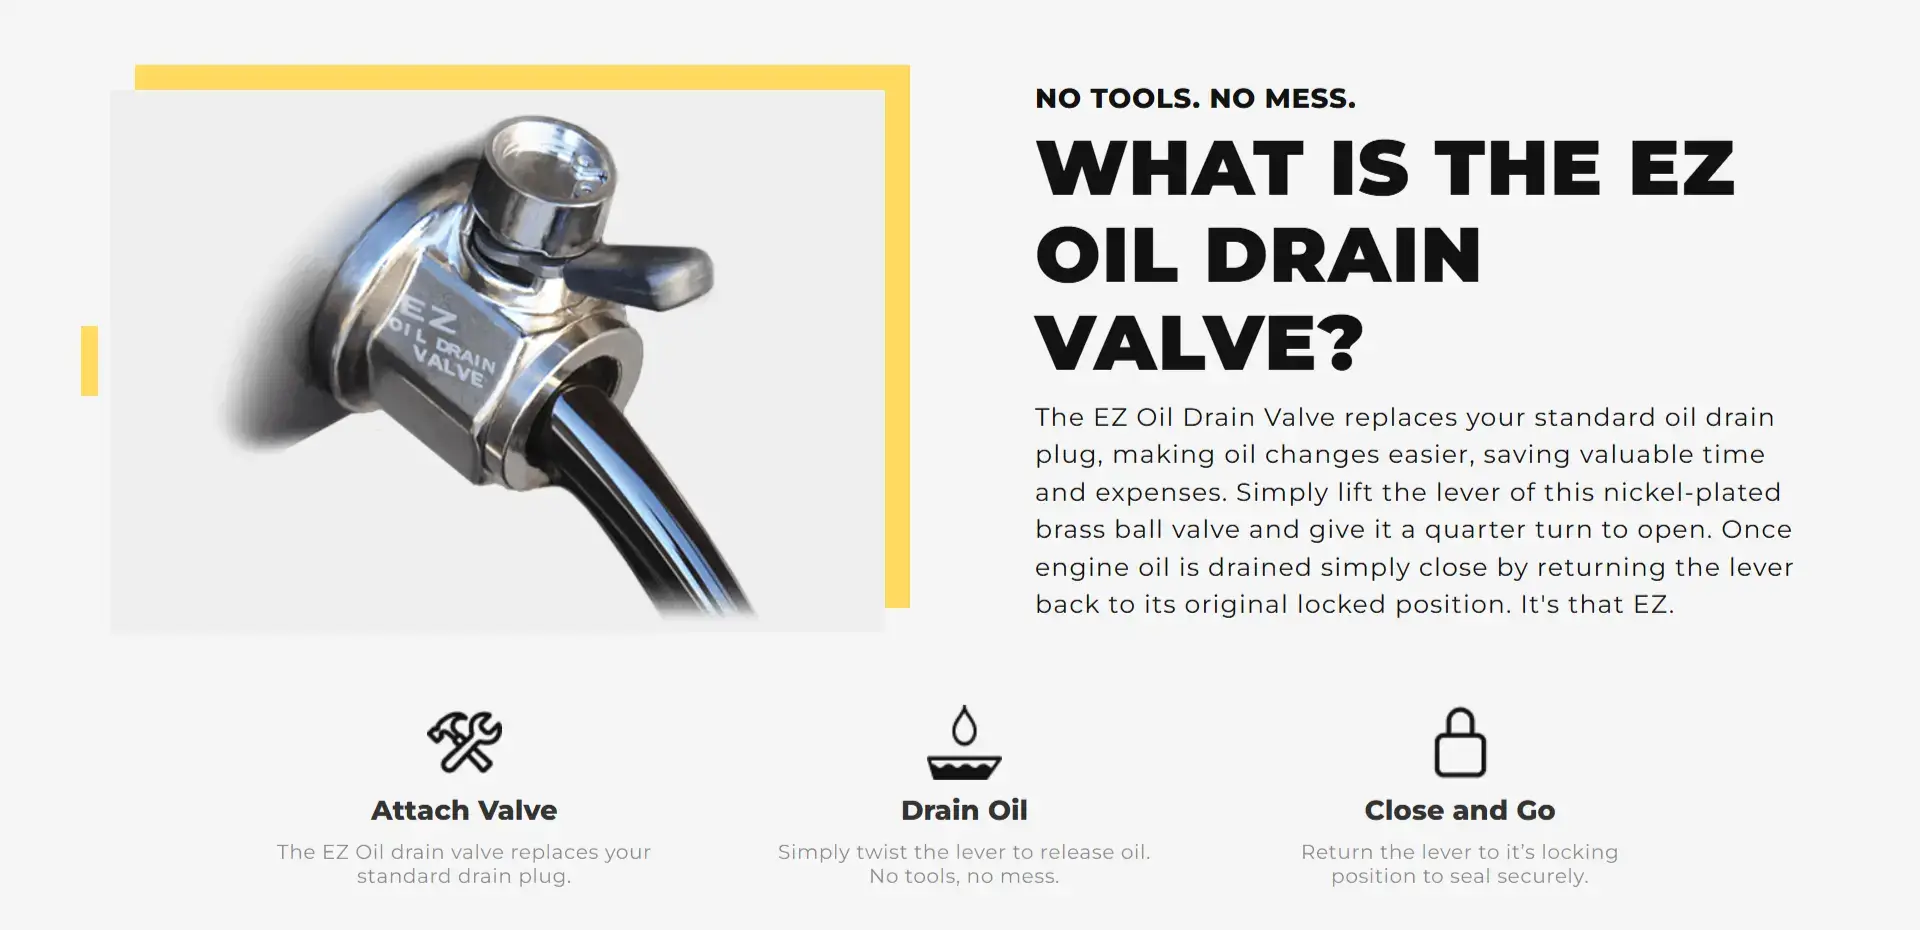 NO TOOLS. NO MESS.
WHAT IS THE EZ
OIL DRAIN
VALVE?
The EZ Oil Drain Valve replaces your standard oil drain
plug, making oil changes easier, saving valuable time
and expenses. Simply lift the lever of this nickel-plated
brass ball valve and give it a quarter turn to open. Once
engine oil is drained simply close by returning the lever
back to its original locked position. It's that EZ.
EZ
OIL DRAIN
VALVE
Attach Valve
The EZ Oil drain valve replaces your
standard drain plug.
Drain Oil
Simply twist the lever to release oil.
No tools, no mess.
Close and Go
Return the lever to it’s locking
position to seal securely.